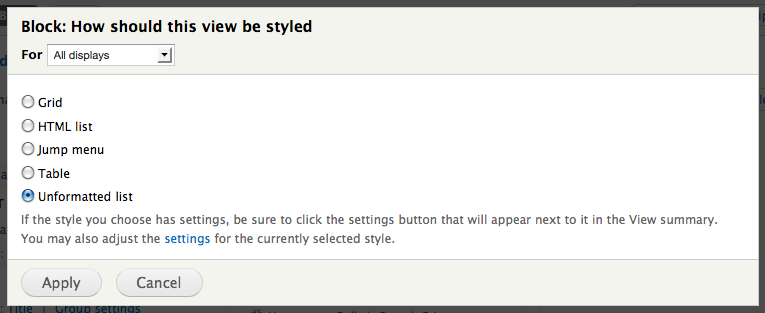 Block: How should this view be styled
For All displays
Grid
HTML list
Jump menu
Table
Unformatted list
If the style you choose has settings, be sure to click the settings button that will appear next to it in the View summary.
You may also adjust the settings for the currently selected style.
Apply Cancel
Title Group settings